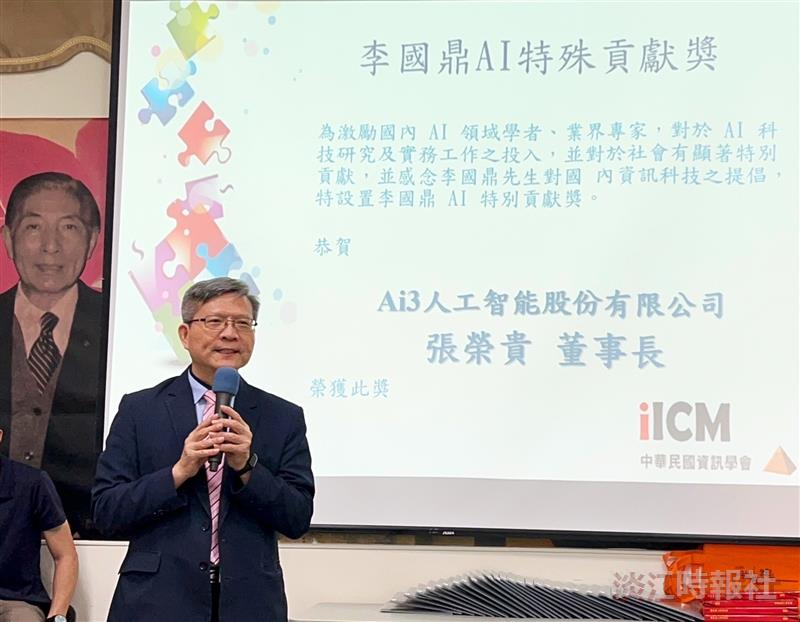 李國鼎AI特殊貢獻獎
為激勵國內 AI 領域學者、業界專家，對於 AI 科
技研究及實務工作之投入，並對於社會有顯著特別
貢獻，並感念李國鼎先生對國 內資訊科技之提倡，
特設置李國鼎 AI 特別貢獻獎。
恭賀
Ai3人工智能股份有限公司
張榮貴 董事長
榮獲此獎
iICM
中華民國資訊學會
淡江時報社